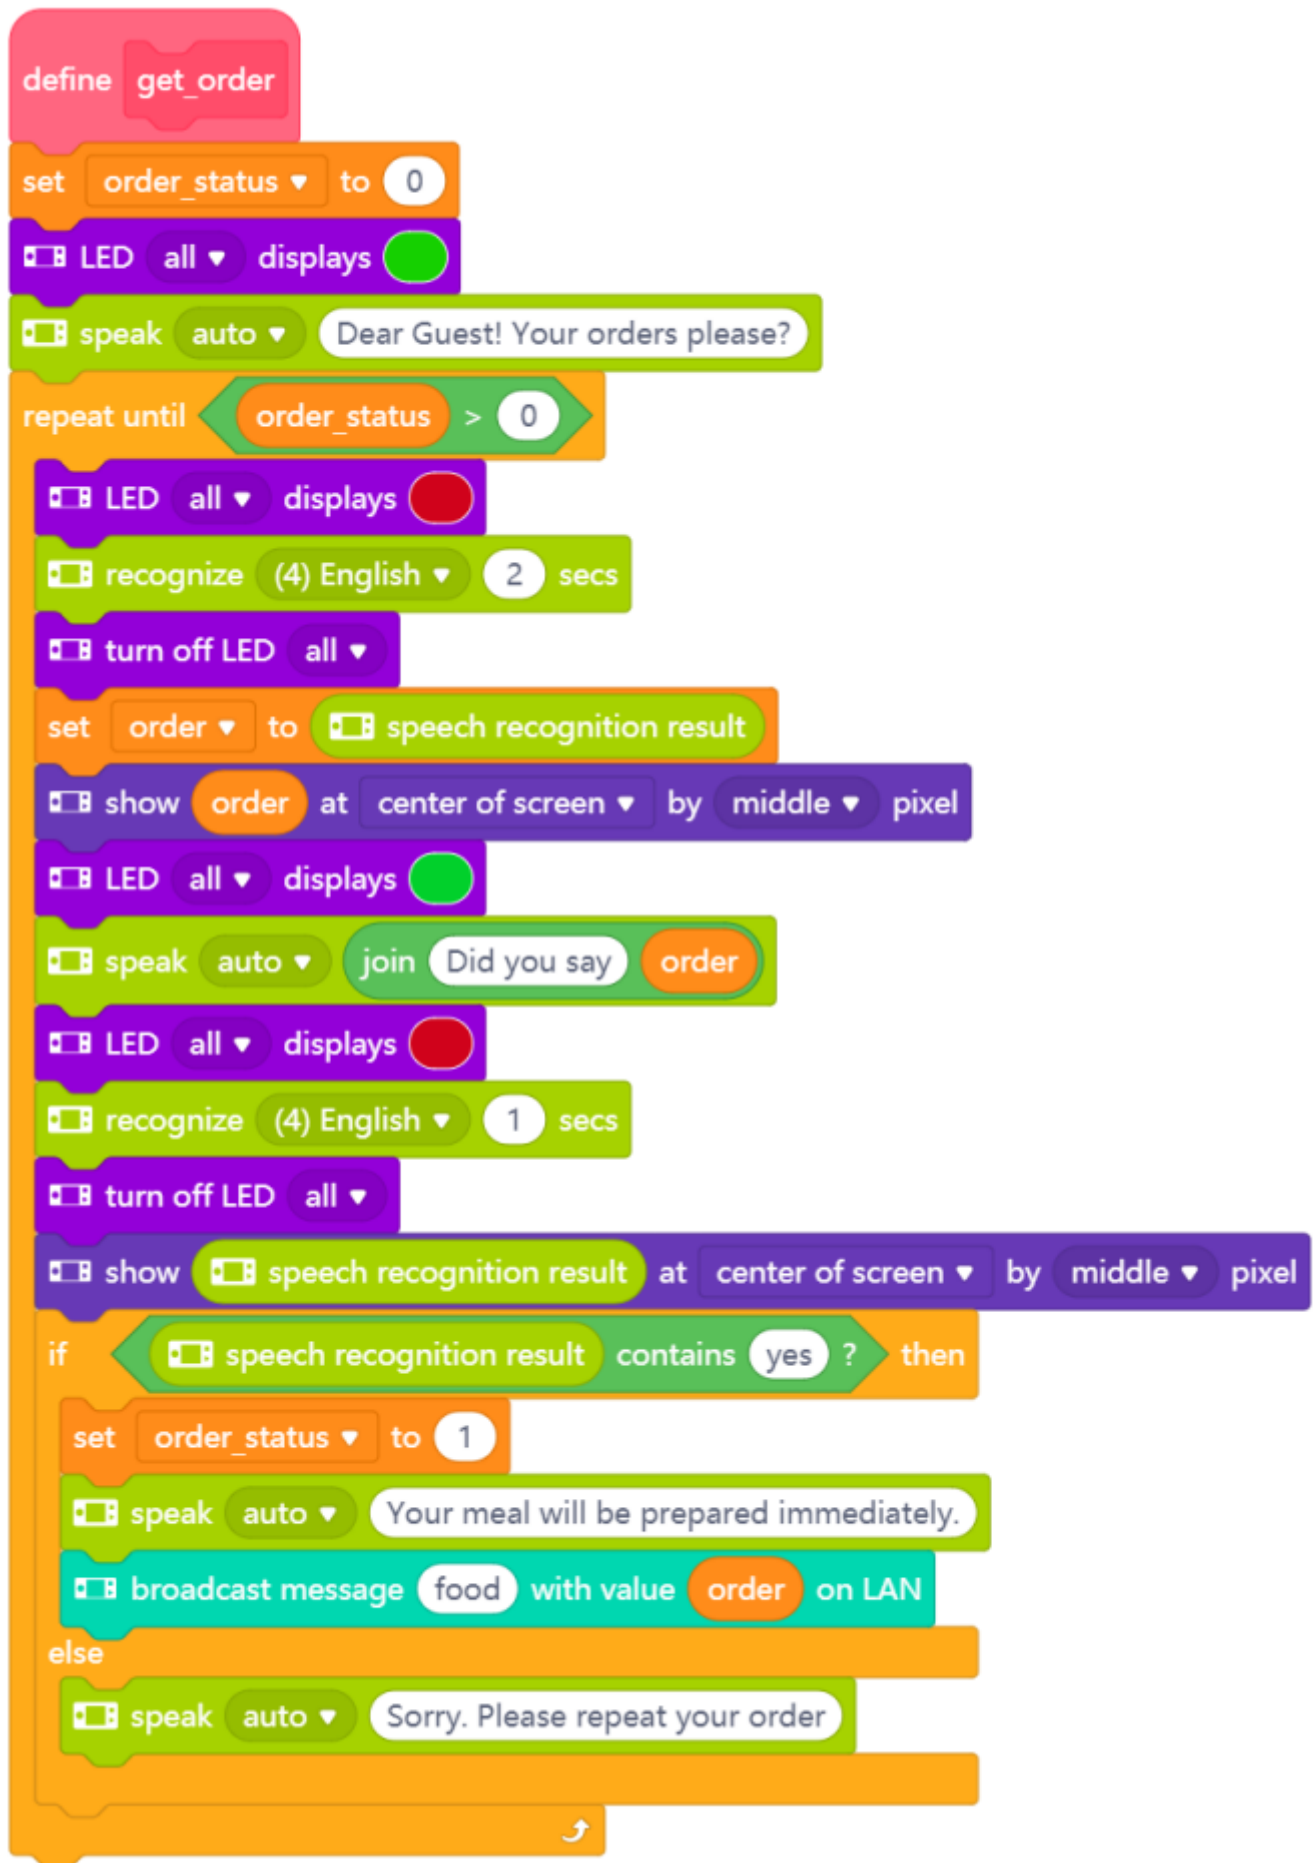 define get_order
set order_status to 0
LED all displays
speak auto Dear Guest! Your orders please?
repeat until order_status > 0
LED all displays
recognize (4) English 2 secs
turn off LED all
set order to speech recognition result
show order at center of screen by middle pixel
LED all displays
speak auto join Did you say order
LED all displays
recognize (4) English 1 secs
turn off LED all
show speech recognition result at center of screen by middle pixel
if speech recognition result contains yes ? then
set order_status to 1
speak auto Your meal will be prepared immediately.
broadcast message food with value order on LAN
else
speak auto Sorry. Please repeat your order